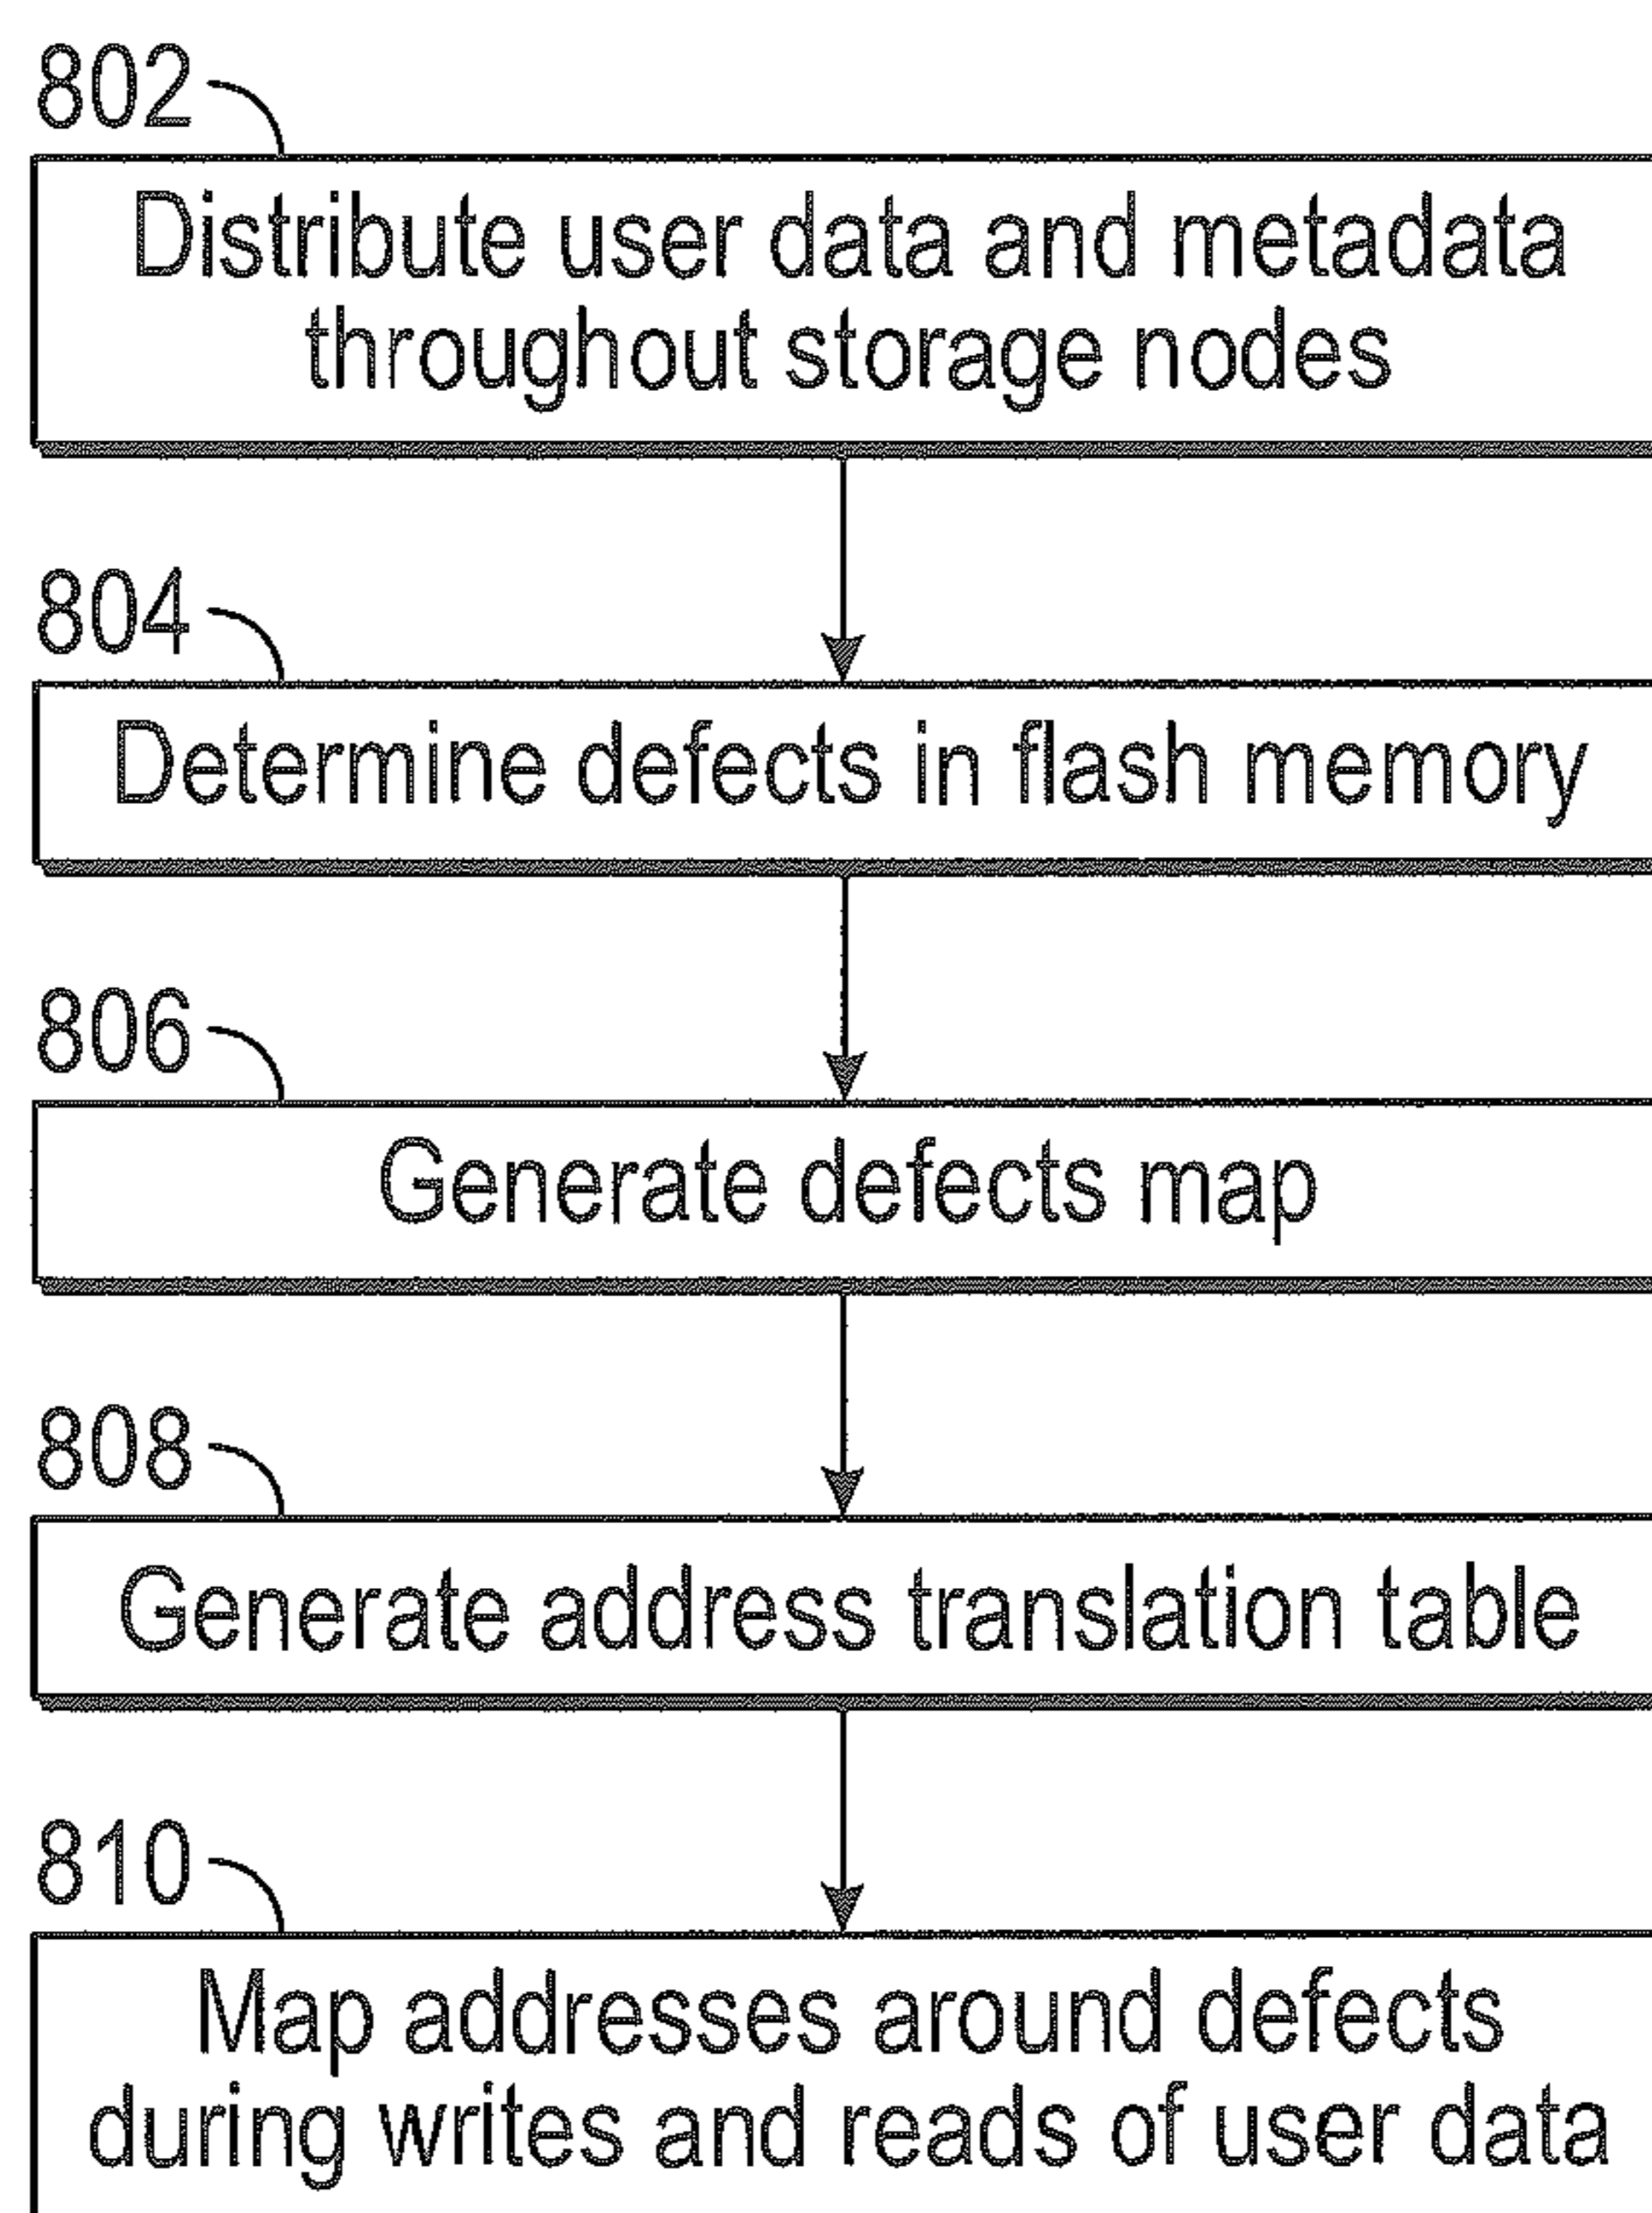 802
Distribute user data and metadata
throughout storage nodes
804
Determine defects in flash memory
806
Generate defects map
808
Generate address translation table
810
Map addresses around defects
during writes and reads of user data